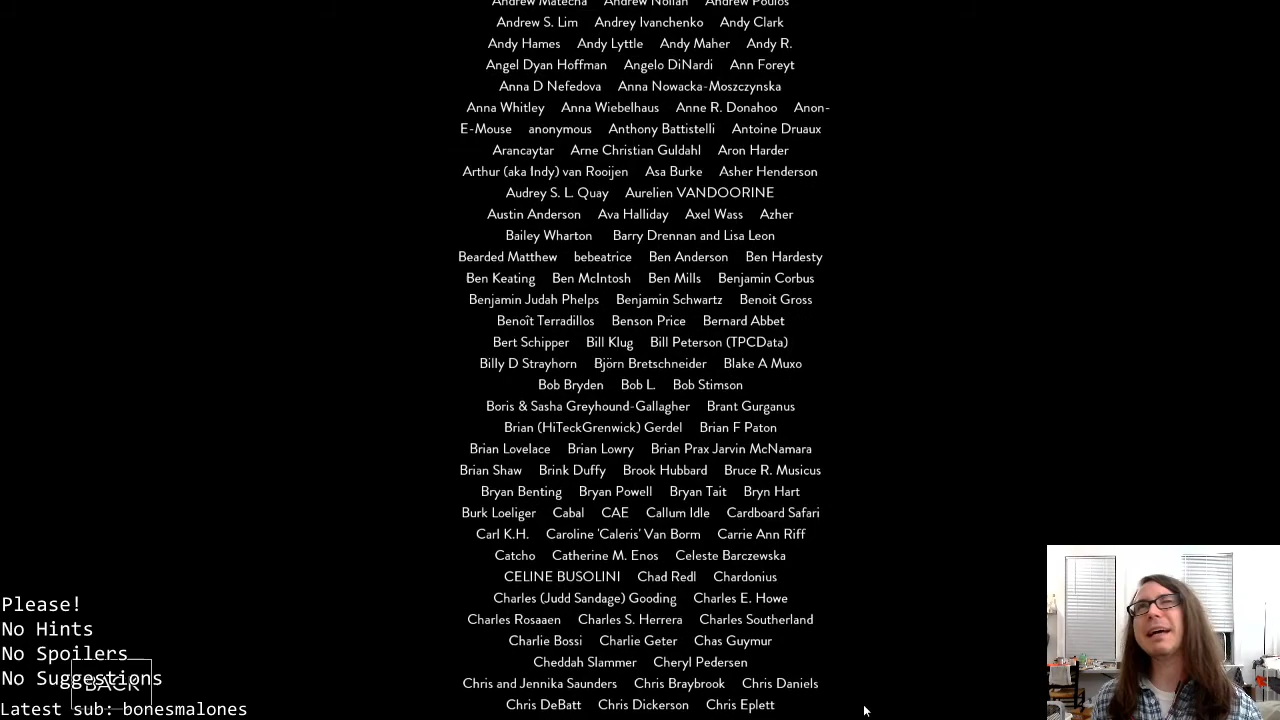 Andrew Matecha Andrew Nollan Andrew Poulos
Andrew S. Lim Andrey Ivanchenko Andy Clark
Andy Hames Andy Lyttle Andy Maher Andy R.
Angel Dyan Hoffman Angelo DiNardi Ann Foreyt
Anna D Nefedova Anna Nowacka-Moszczynska
Anna Whitley Anna Wiebelhaus Anne R. Donahoo Anon-
E-Mouse anonymous Anthony Battistelli Antoine Druaux
Arancaytar Arne Christian Guldahl Aron Harder
Arthur (aka Indy) van Rooijen Asa Burke Asher Henderson
Audrey S. L. Quay Aurelien VANDOORINE
Austin Anderson Ava Halliday Axel Wass Azher
Bailey Wharton Barry Drennan and Lisa Leon
Bearded Matthew bebeatrice Ben Anderson Ben Hardesty
Ben Keating Ben McIntosh Ben Mills Benjamin Corbus
Benjamin Judah Phelps Benjamin Schwartz Benoit Gross
Benoît Terradillos Benson Price Bernard Abbet
Bert Schipper Bill Klug Bill Peterson (TPCData)
Billy D Strayhorn Björn Bretschneider Blake A Muxo
Bob Bryden Bob L. Bob Stimson
Boris & Sasha Greyhound-Gallagher Brant Gurganus
Brian (HiTeckGrenwick) Gerdel Brian F Paton
Brian Lovelace Brian Lowry Brian Prax Jarvin McNamara
Brian Shaw Brink Duffy Brook Hubbard Bruce R. Musicus
Bryan Benting Bryan Powell Bryan Tait Bryn Hart
Burk Loeliger Cabal CAE Callum Idle Cardboard Safari
Carl K.H. Caroline 'Caleris' Van Borm Carrie Ann Riff
Catcho Catherine M. Enos Celeste Barczewska
CELINE BUSOLINI Chad Redl Chardonius
Charles (Judd Sandage) Gooding Charles E. Howe
Charles Rosaaen Charles S. Herrera Charles Southerland
Charlie Bossi Charlie Geter Chas Guymur
Cheddah Slammer Cheryl Pedersen
Chris and Jennika Saunders Chris Braybrook Chris Daniels
Chris DeBatt Chris Dickerson Chris Eplett
Please!
No Hints
No Spoilers
No Suggestions
BACK
Latest sub: bonesmalones